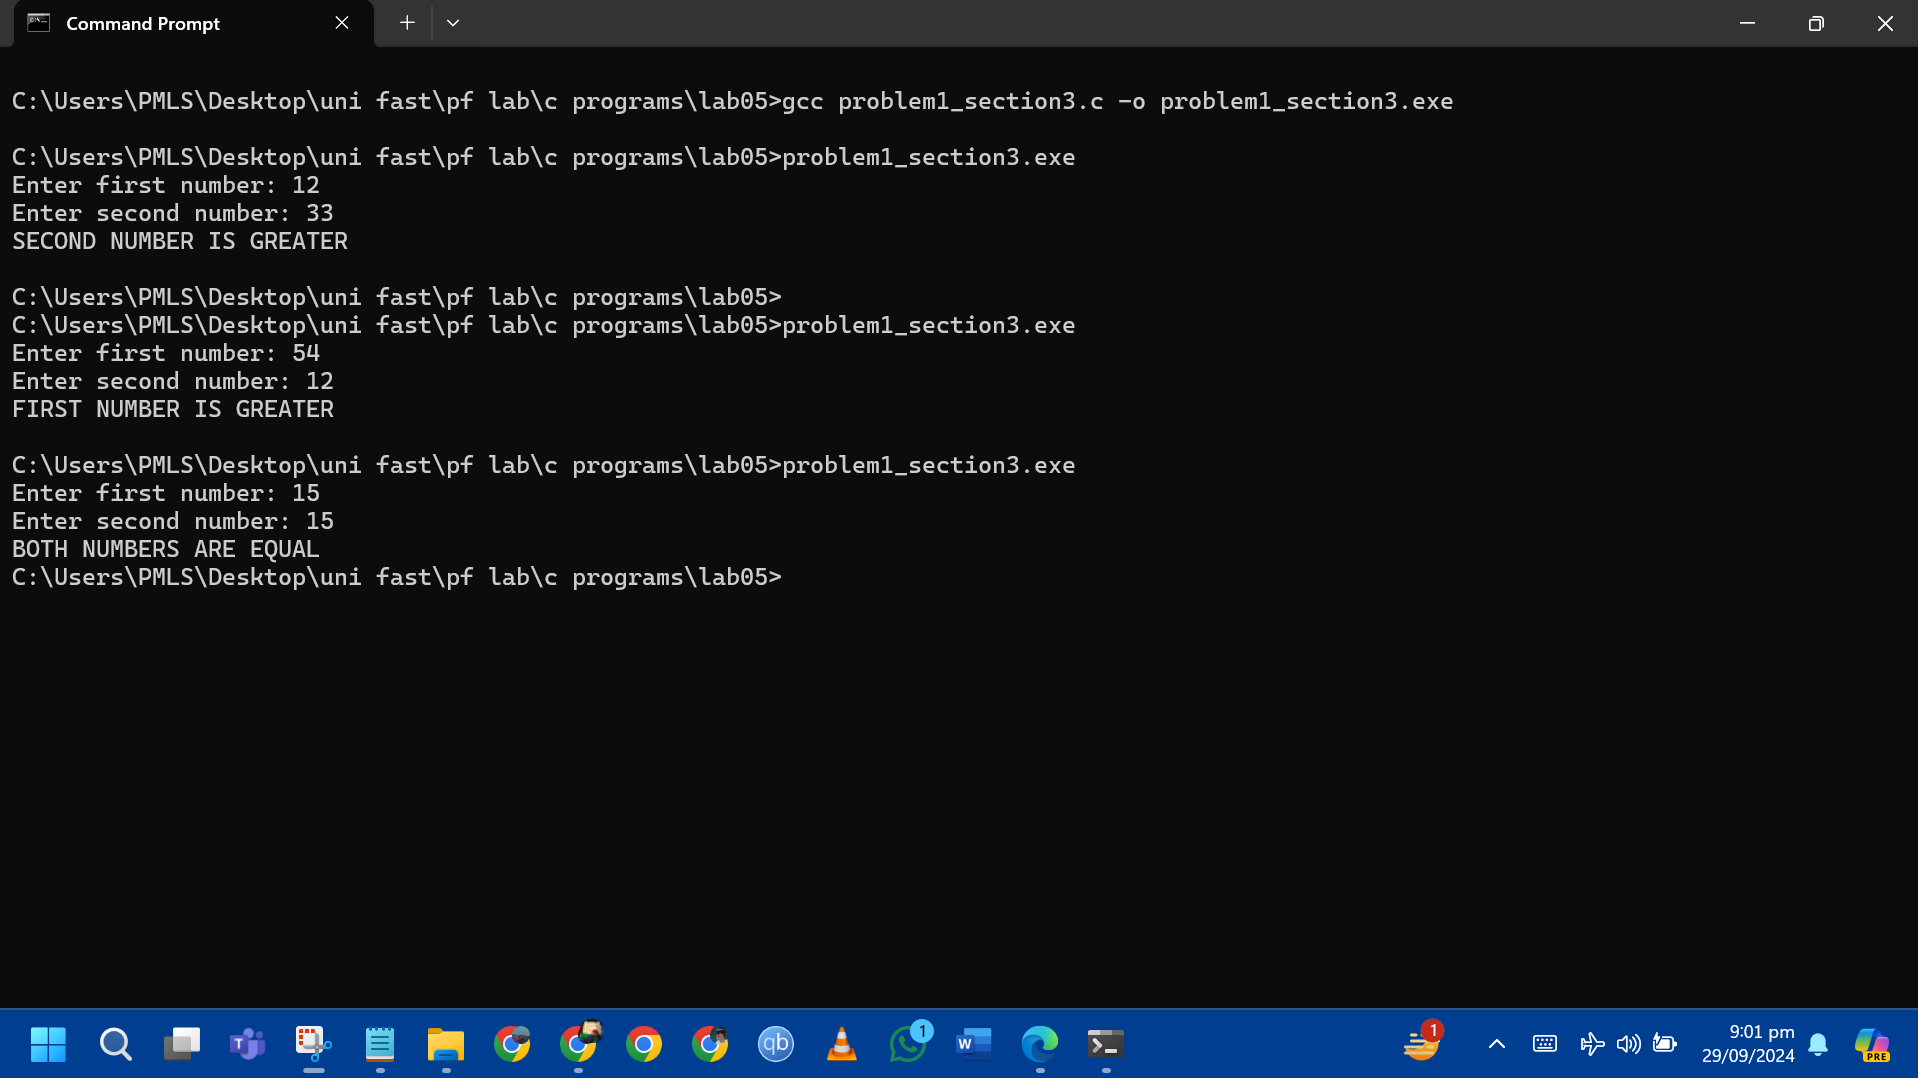 Command Prompt
C:\Users\PMLS\Desktop\uni fast\pf lab\c programs\lab05>gcc problem1_section3.c -o problem1_section3.exe
C:\Users\PMLS\Desktop\uni fast\pf lab\c programs\lab05>problem1_section3.exe
Enter first number: 12
Enter second number: 33
SECOND NUMBER IS GREATER
C:\Users\PMLS\Desktop\uni fast\pf lab\c programs\lab05>
C:\Users\PMLS\Desktop\uni fast\pf lab\c programs\lab05>problem1_section3.exe
Enter first number: 54
Enter second number: 12
FIRST NUMBER IS GREATER
C:\Users\PMLS\Desktop\uni fast\pf lab\c programs\lab05>problem1_section3.exe
Enter first number: 15
Enter second number: 15
BOTH NUMBERS ARE EQUAL
C:\Users\PMLS\Desktop\uni fast\pf lab\c programs\lab05>
T
qb
1
W
1
9:01 pm
29/09/2024
PRE